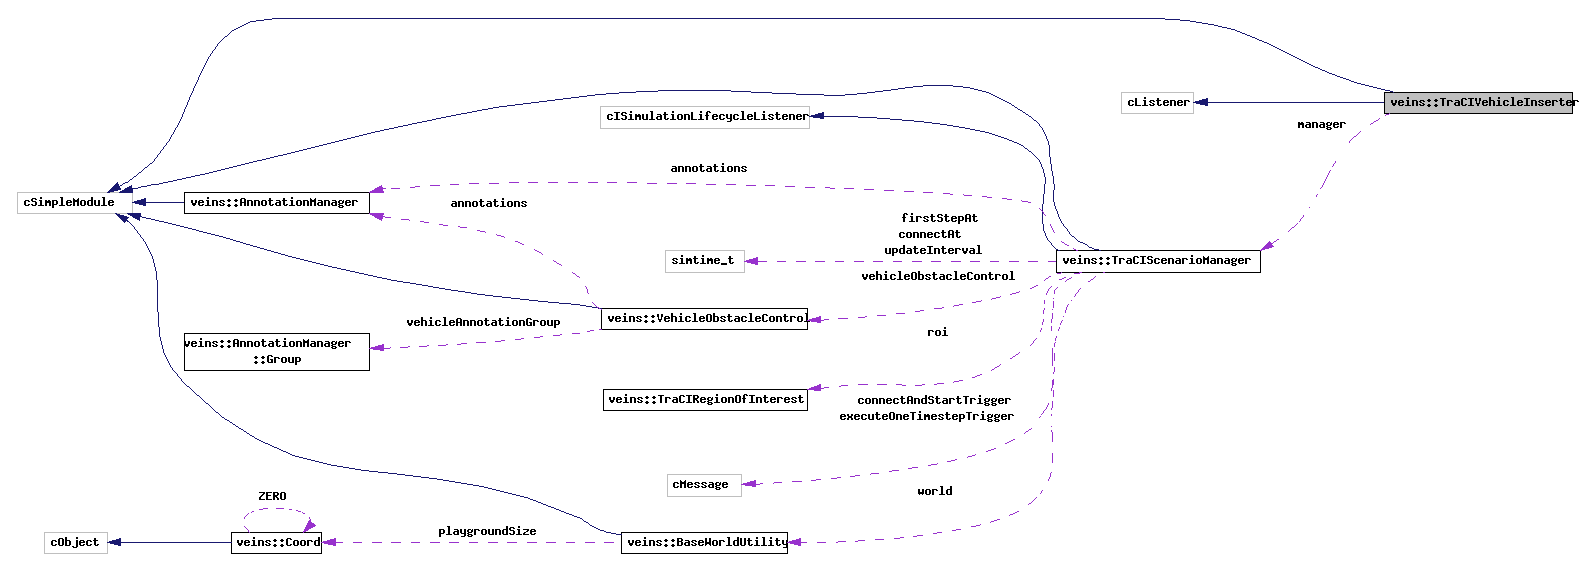 veins::TraCIVehicleInserter
cListener
cISimulationLifecycleListener
manager
annotations
cSimpleModule
veins::AnnotationManager
annotations
firstStepAt
connectAt
updateInterval
simtime_t
veins::TraCIScenarioManager
vehicleObstacleControl
veins::VehicleObstacleControl
vehicleAnnotationGroup
roi
veins::AnnotationManager
::Group
veins::TraCIRegionOfInterest
connectAndStartTrigger
executeOneTimestepTrigger
cMessage
world
ZERO
playgroundSize
cObject
veins::Coord
veins::BaseWorldUtility